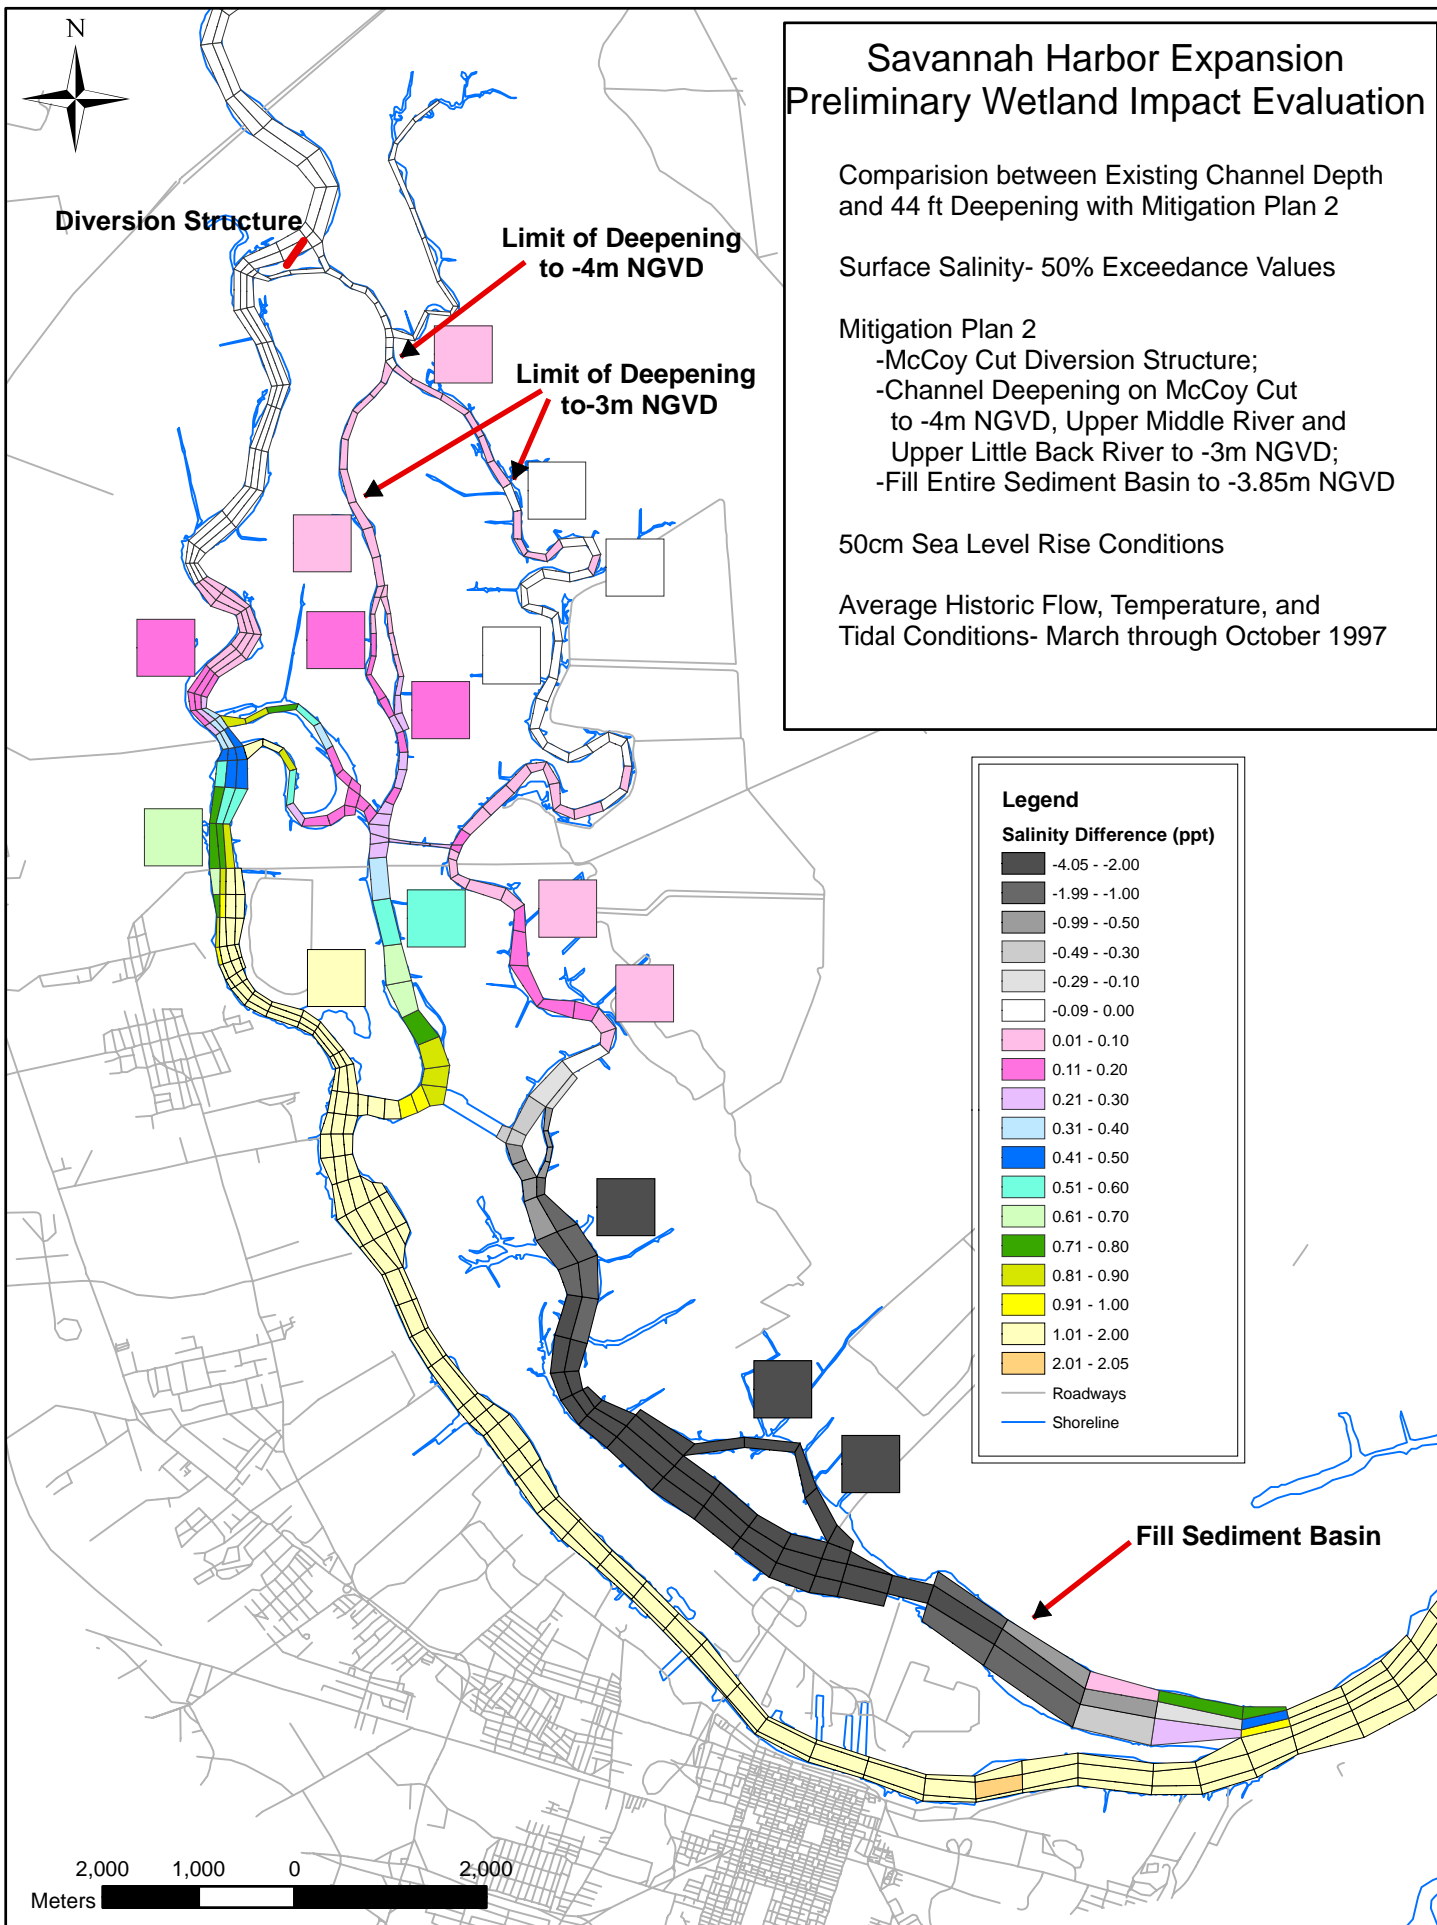 N
Savannah Harbor Expansion
Preliminary Wetland Impact Evaluation
Comparision between Existing Channel Depth
and 44 ft Deepening with Mitigation Plan 2
Surface Salinity- 50% Exceedance Values
Mitigation Plan 2
-McCoy Cut Diversion Structure;
-Channel Deepening on McCoy Cut
to -4m NGVD, Upper Middle River and
Upper Little Back River to -3m NGVD;
-Fill Entire Sediment Basin to -3.85m NGVD
50cm Sea Level Rise Conditions
Average Historic Flow, Temperature, and
Tidal Conditions- March through October 1997
Diversion Structure
Limit of Deepening
to -4m NGVD
Limit of Deepening
to-3m NGVD
Legend
Salinity Difference (ppt)
-4.05 - -2.00
-1.99 - -1.00
-0.99 - -0.50
-0.49 - -0.30
-0.29 - -0.10
-0.09 - 0.00
0.01 - 0.10
0.11 - 0.20
0.21 - 0.30
0.31 - 0.40
0.41 - 0.50
0.51 - 0.60
0.61 - 0.70
0.71 - 0.80
0.81 - 0.90
0.91 - 1.00
1.01 - 2.00
2.01 - 2.05
Roadways
Shoreline
Fill Sediment Basin
2,000 1,000 0 2,000
Meters